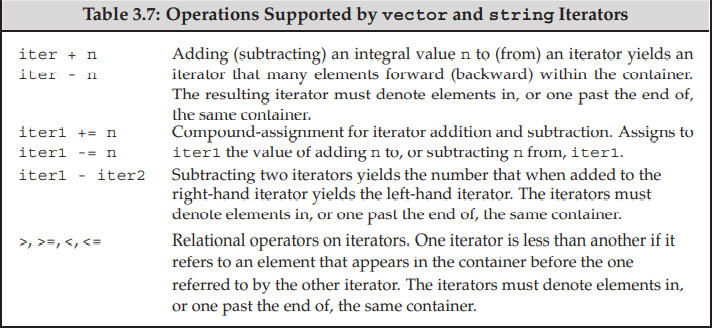 Table 3.7: Operations Supported by vector and string Iterators
iter + n Adding (subtracting) an integral value n to (from) an iterator yields an
iter - n iterator that many elements forward (backward) within the container.
The resulting iterator must denote elements in, or one past the end of,
the same container.
iter1 += n Compound-assignment for iterator addition and subtraction. Assigns to
iter1 -= n iter1 the value of adding n to, or subtracting n from, iter1.
iter1 - iter2 Subtracting two iterators yields the number that when added to the
right-hand iterator yields the left-hand iterator. The iterators must
denote elements in, or one past the end of, the same container.
>, >=, <, <= Relational operators on iterators. One iterator is less than another if it
refers to an element that appears in the container before the one
referred to by the other iterator. The iterators must denote elements in,
or one past the end of, the same container.